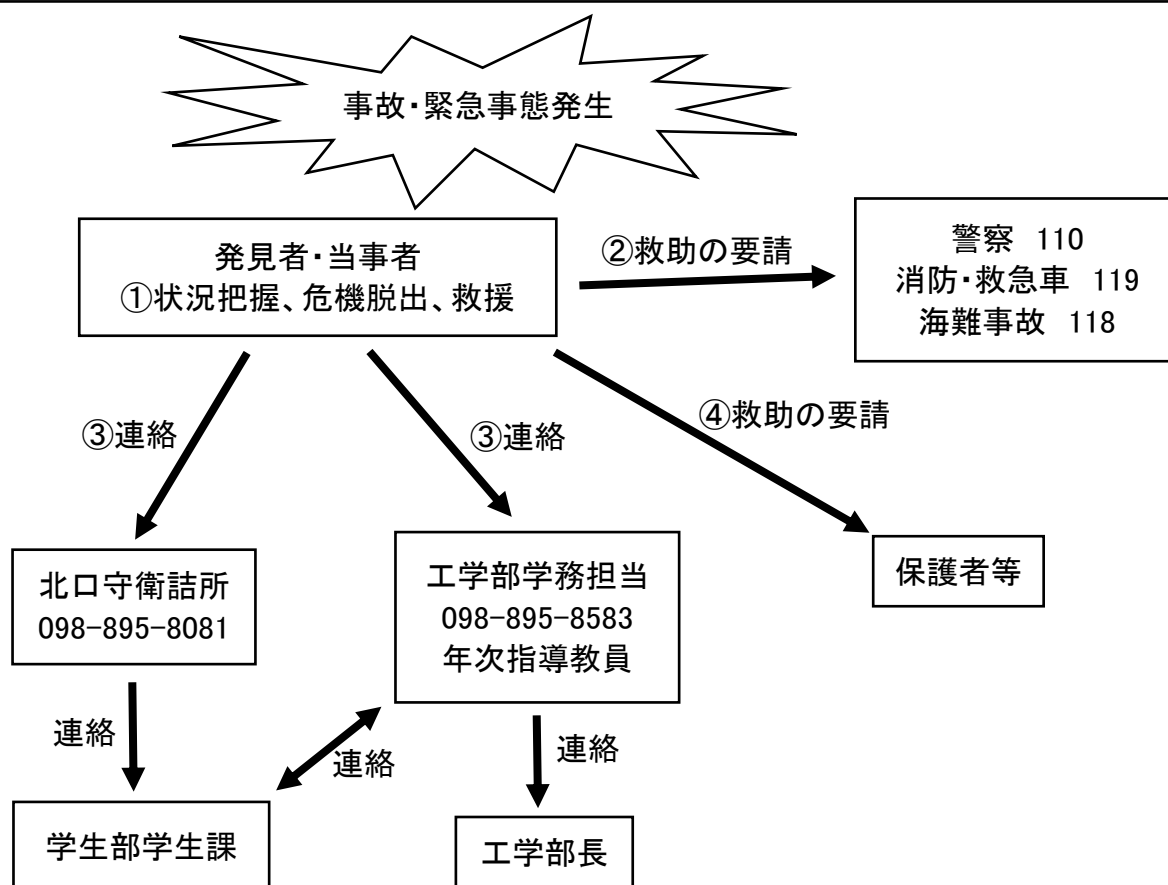 事故・緊急事態発生
発見者・当事者
①状況把握、危機脱出、救援
②救助の要請
警察 110
消防・救急車 119
海難事故 118
③連絡
③連絡
④救助の要請
北口守衛詰所
098-895-8081
工学部学務担当
098-895-8583
年次指導教員
保護者等
連絡
連絡
連絡
学生部学生課
工学部長